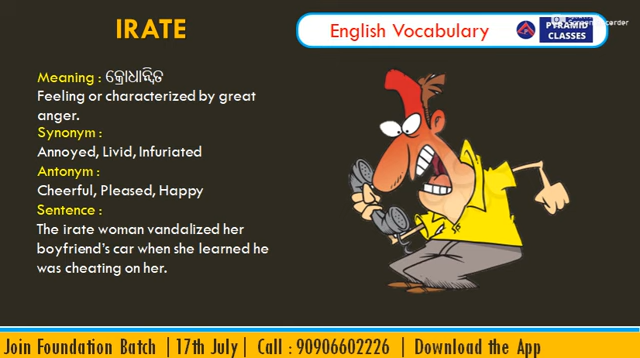 IRATE
English Vocabulary
PYRAMID
CLASSES
Meaning : କ୍ରୋଧାନ୍ୱିତ
Feeling or characterized by great
anger.
Synonym :
Annoyed, Livid, Infuriated
Antonym :
Cheerful, Pleased, Happy
Sentence :
The irate woman vandalized her
boyfriend's car when she learned he
was cheating on her.
Join Foundation Batch | 17th July | Call : 90906602226 | Download the App